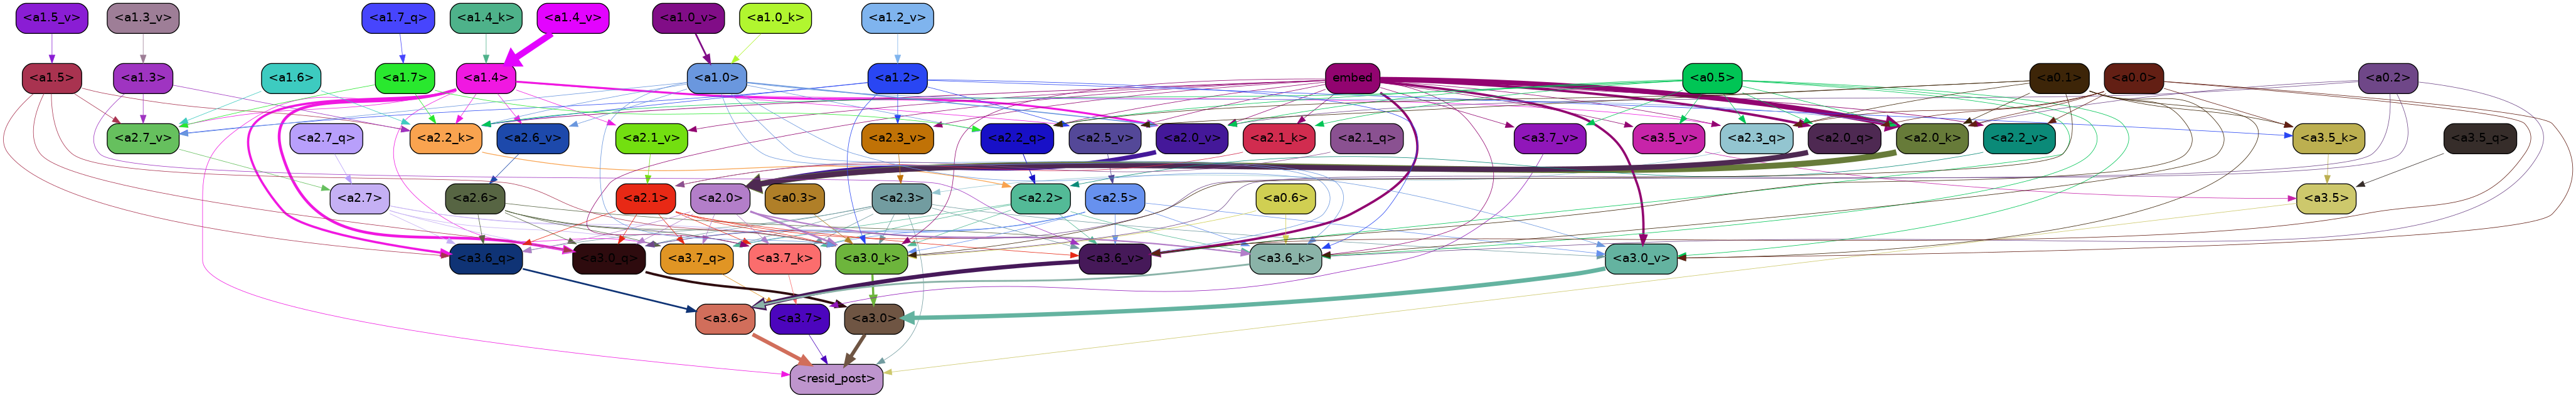 <a1.5_v> <a1.3_v> <a1.7_q> <a1.4_k> <a1.4_v> <a1.0_v> <a1.0_k> <a1.2_v>
<a1.5> <a1.3> <a1.6> <a1.7> <a1.4> <a1.0> <a1.2> embed <a0.5> <a0.1> <a0.0> <a0.2>
<a2.7_v> <a2.7_q> <a2.2_k> <a2.6_v> <a2.1_v> <a2.3_v> <a2.2_q> <a2.5_v> <a2.0_v> <a2.1_k> <a2.1_q> <a3.7_v> <a3.5_v> <a2.3_q> <a2.0_q> <a2.0_k> <a2.2_v> <a3.5_k> <a3.5_q>
<a2.7> <a2.6> <a2.1> <a2.0> <a0.3> <a2.3> <a2.2> <a2.5> <a0.6> <a3.5>
<a3.6_q> <a3.0_q> <a3.7_q> <a3.7_k> <a3.0_k> <a3.6_v> <a3.6_k> <a3.0_v>
<a3.6> <a3.7> <a3.0>
<resid_post>